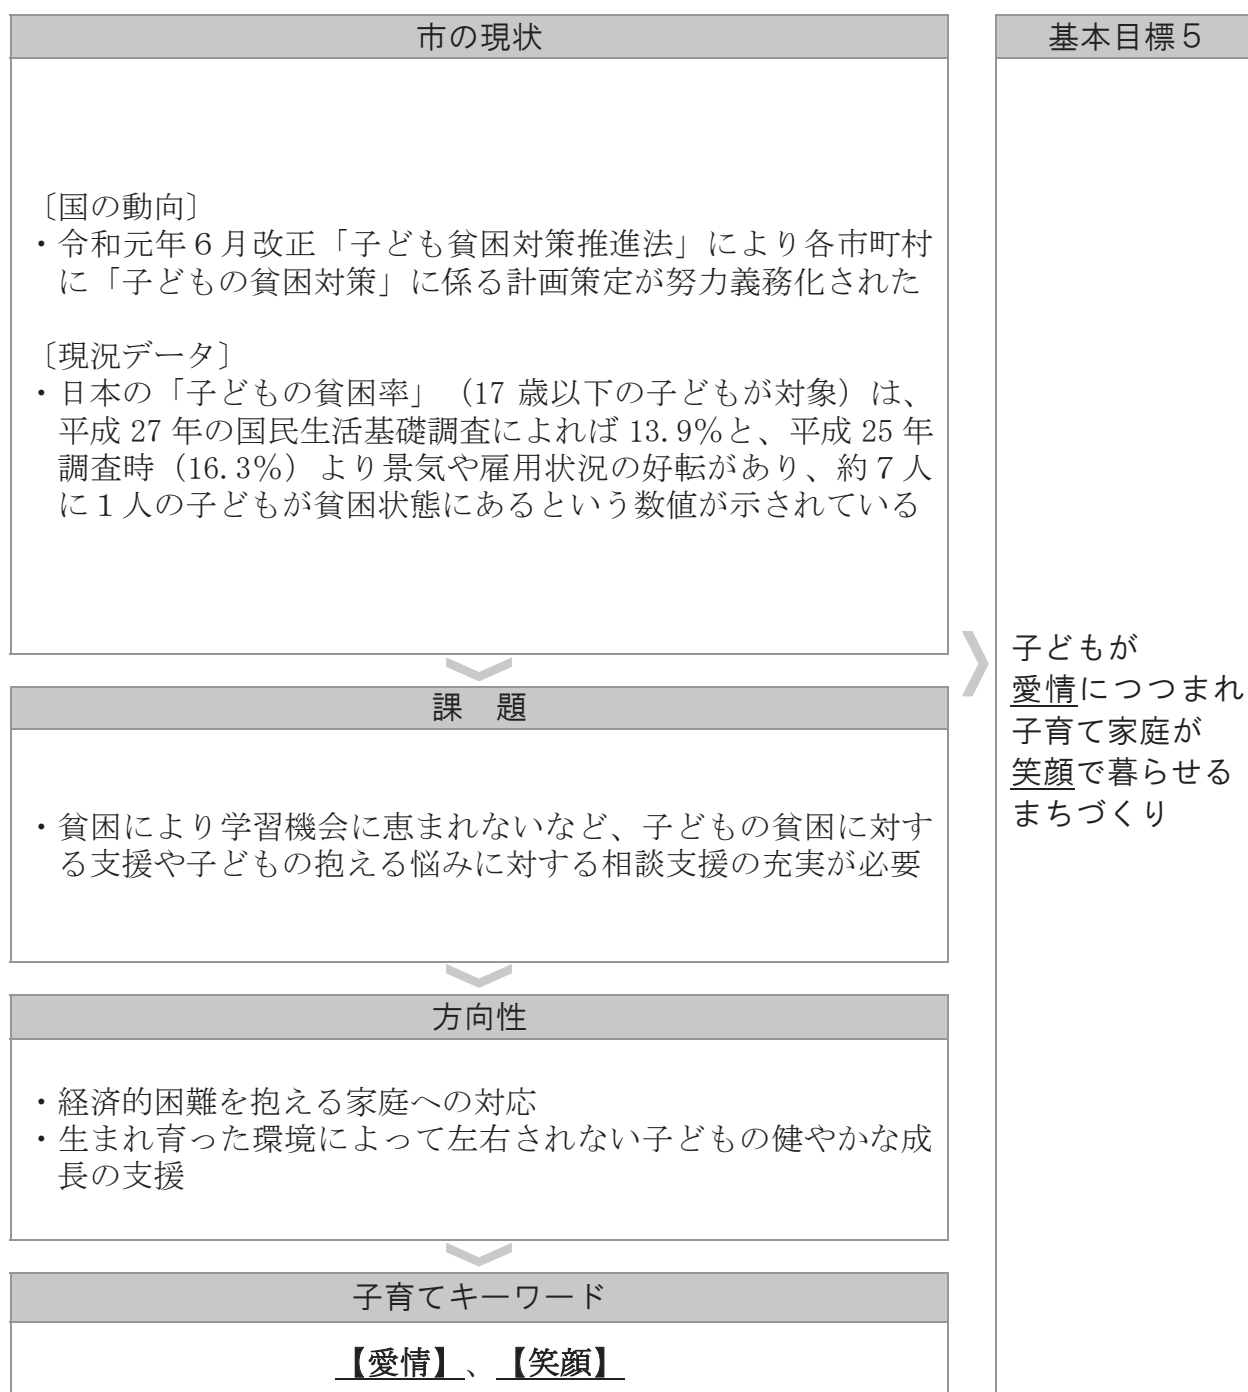 市の現状
〔国の動向〕
・令和元年６月改正「子ども貧困対策推進法」により各市町村
に「子どもの貧困対策」に係る計画策定が努力義務化された
〔現況データ〕
・日本の「子どもの貧困率」（17 歳以下の子どもが対象）は、
平成 27 年の国民生活基礎調査によれば 13.9％と、平成 25 年
調査時（16.3％）より景気や雇用状況の好転があり、約７人
に１人の子どもが貧困状態にあるという数値が示されている
課　題
・貧困により学習機会に恵まれないなど、子どもの貧困に対す
る支援や子どもの抱える悩みに対する相談支援の充実が必要
方向性
・経済的困難を抱える家庭への対応
・生まれ育った環境によって左右されない子どもの健やかな成
長の支援
子育てキーワード
【愛情】、【笑顔】
基本目標５
子どもが
愛情につつまれ
子育て家庭が
笑顔で暮らせる
まちづくり